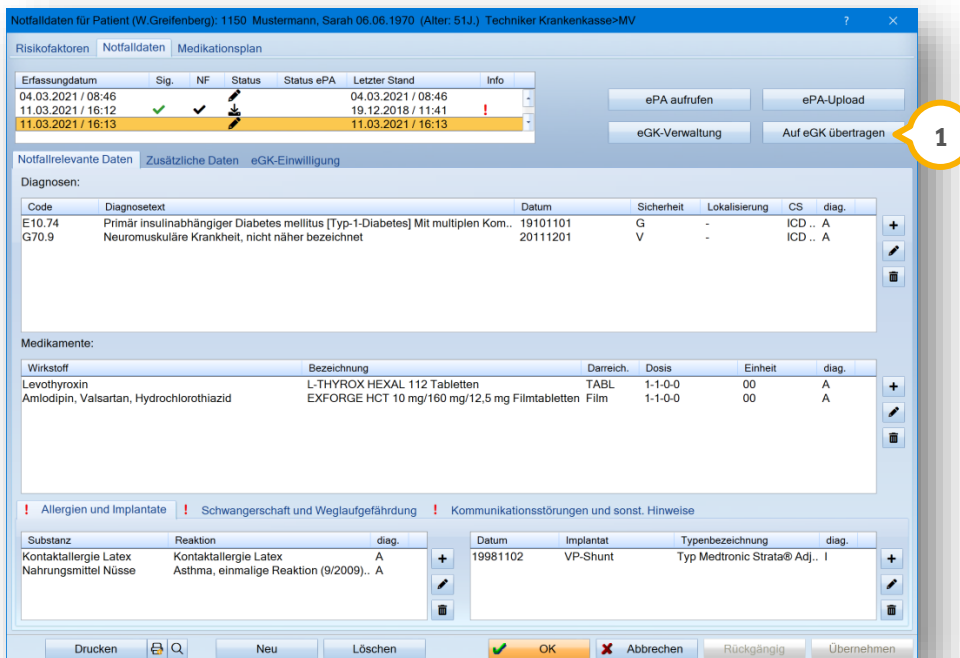 Notfalldaten für Patient (W.Greifenberg): 1150 Mustermann, Sarah 06.06.1970 (Alter: 51J.) Techniker Krankenkasse>MV ? ×
Risikofaktoren Notfalldaten Medikationsplan
Erfassungdatum Sig. NF Status Status ePA Letzter Stand Info
04.03.2021 / 08:46 04.03.2021 / 08:46
11.03.2021 / 16:12 19.12.2018 / 11:41 !
11.03.2021 / 16:13 11.03.2021 / 16:13
ePA aufrufen ePA-Upload
eGK-Verwaltung Auf eGK übertragen 1
Notfallrelevante Daten Zusätzliche Daten eGK-Einwilligung
Diagnosen:
Code Diagnosetext Datum Sicherheit Lokalisierung CS diag.
E10.74 Primär insulinabhängiger Diabetes mellitus [Typ-1-Diabetes] Mit multiplen Kom.. 19101101 G - ICD .. A
G70.9 Neuromuskuläre Krankheit, nicht näher bezeichnet 20111201 V - ICD .. A
Medikamente:
Wirkstoff Bezeichnung Darreich. Dosis Einheit diag.
Levothyroxin L-THYROX HEXAL 112 Tabletten TABL 1-1-0-0 00 A
Amlodipin, Valsartan, Hydrochlorothiazid EXFORGE HCT 10 mg/160 mg/12,5 mg Filmtabletten Film 1-1-0-0 00 A
! Allergien und Implantate ! Schwangerschaft und Weglaufgefährdung ! Kommunikationsstörungen und sonst. Hinweise
Substanz Reaktion diag.
Kontaktallergie Latex Kontaktallergie Latex A
Nahrungsmittel Nüsse Asthma, einmalige Reaktion (9/2009).. A
Datum Implantat Typenbezeichnung diag.
19981102 VP-Shunt Typ Medtronic Strata® Adj.. I
Drucken Neu Löschen OK Abbrechen Rückgängig Übernehmen